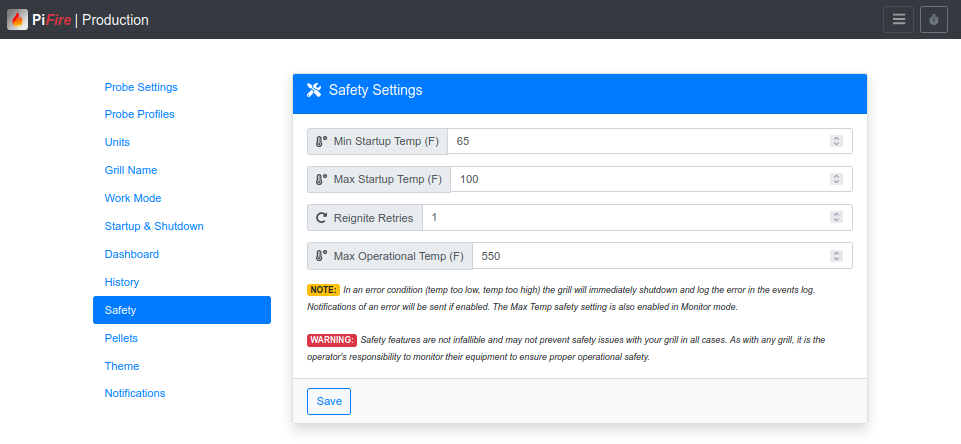 PiFire | Production
Probe Settings
Probe Profiles
Units
Grill Name
Work Mode
Startup & Shutdown
Dashboard
History
Safety
Pellets
Theme
Notifications
Safety Settings
Min Startup Temp (F) 65
Max Startup Temp (F) 100
Reignite Retries 1
Max Operational Temp (F) 550
NOTE: In an error condition (temp too low, temp too high) the grill will immediately shutdown and log the error in the events log.
Notifications of an error will be sent if enabled. The Max Temp safety setting is also enabled in Monitor mode.
WARNING: Safety features are not infallible and may not prevent safety issues with your grill in all cases. As with any grill, it is the
operator's responsibility to monitor their equipment to ensure proper operational safety.
Save